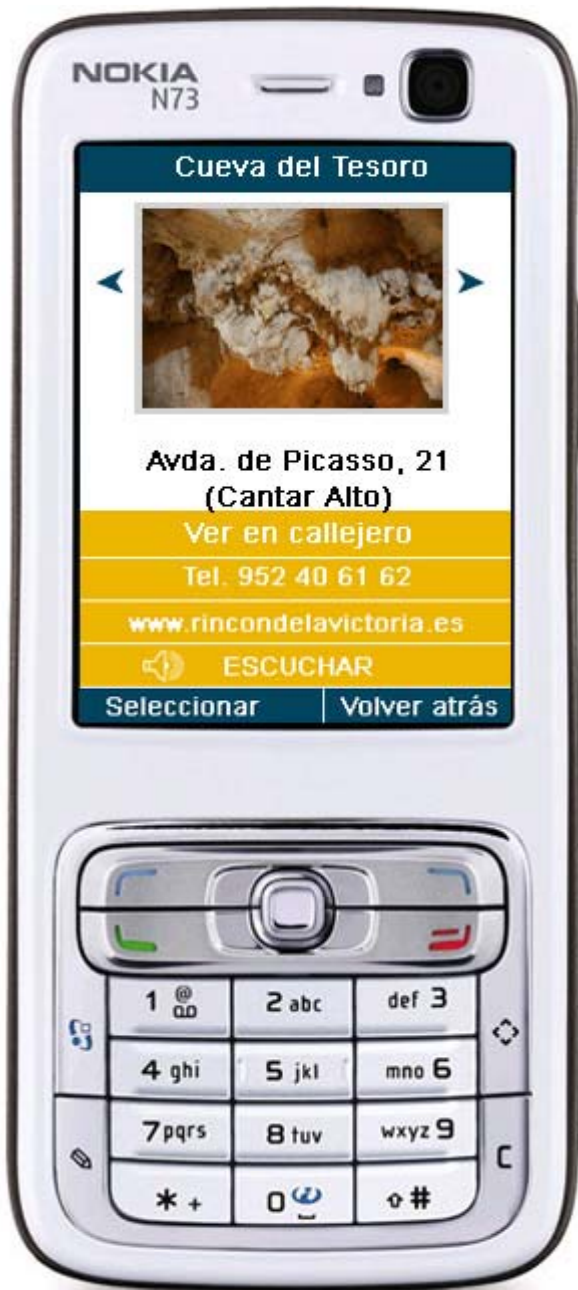 NOKIA
N73
Cueva del Tesoro
Avda. de Picasso, 21
(Cantar Alto)
Ver en callejero
Tel. 952 40 61 62
www.rincondelavictoria.es
ESCUCHAR
Seleccionar Volver atrás
1 @ 2 abc def 3
4 ghi 5 jkl mno 6
7 pqrs 8 tuv wxyz 9 C
* + 0 #